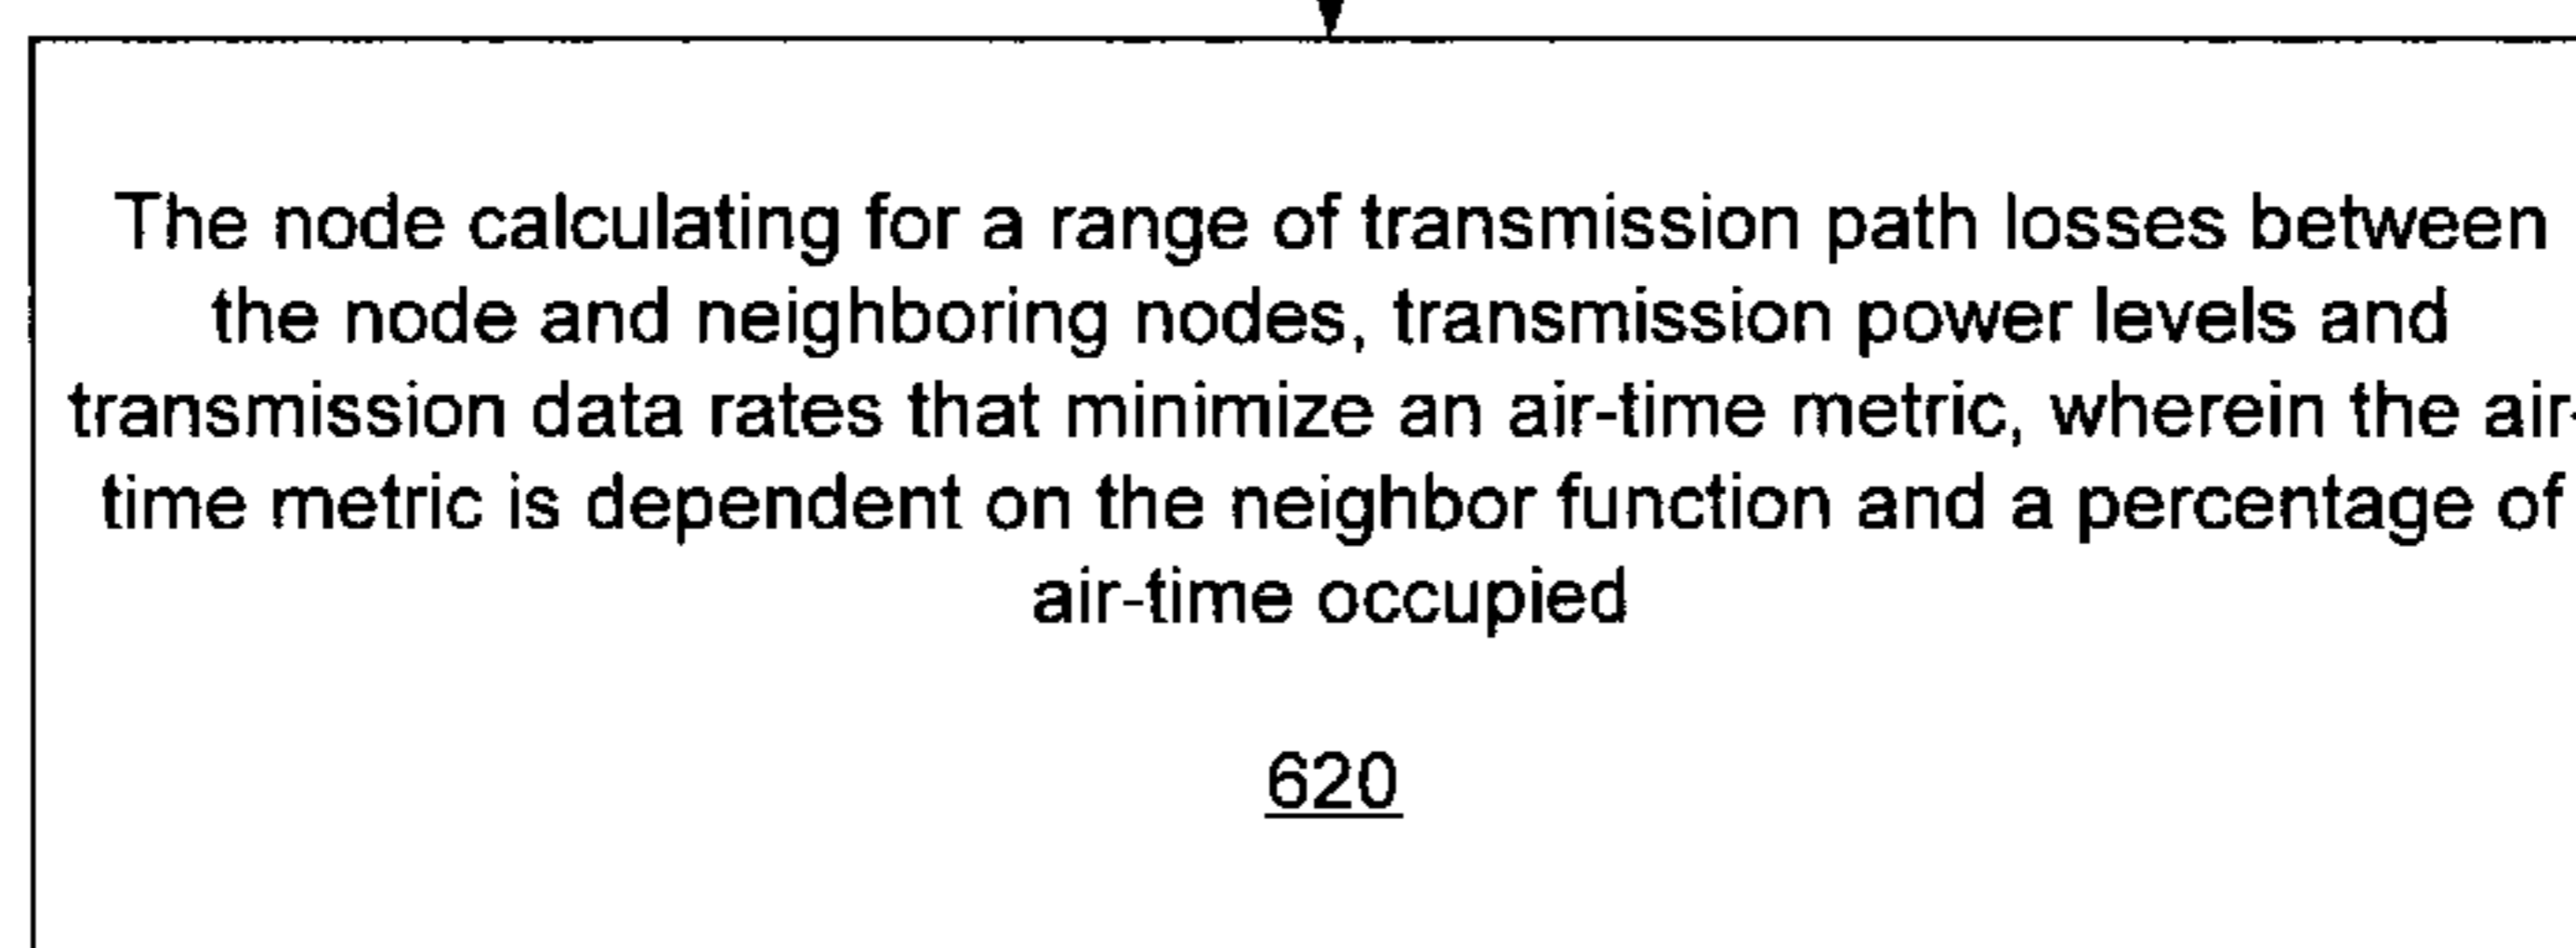 The node calculating for a range of transmission path losses between
the node and neighboring nodes, transmission power levels and
transmission data rates that minimize an air-time metric, wherein the air-
time metric is dependent on the neighbor function and a percentage of
air-time occupied
620